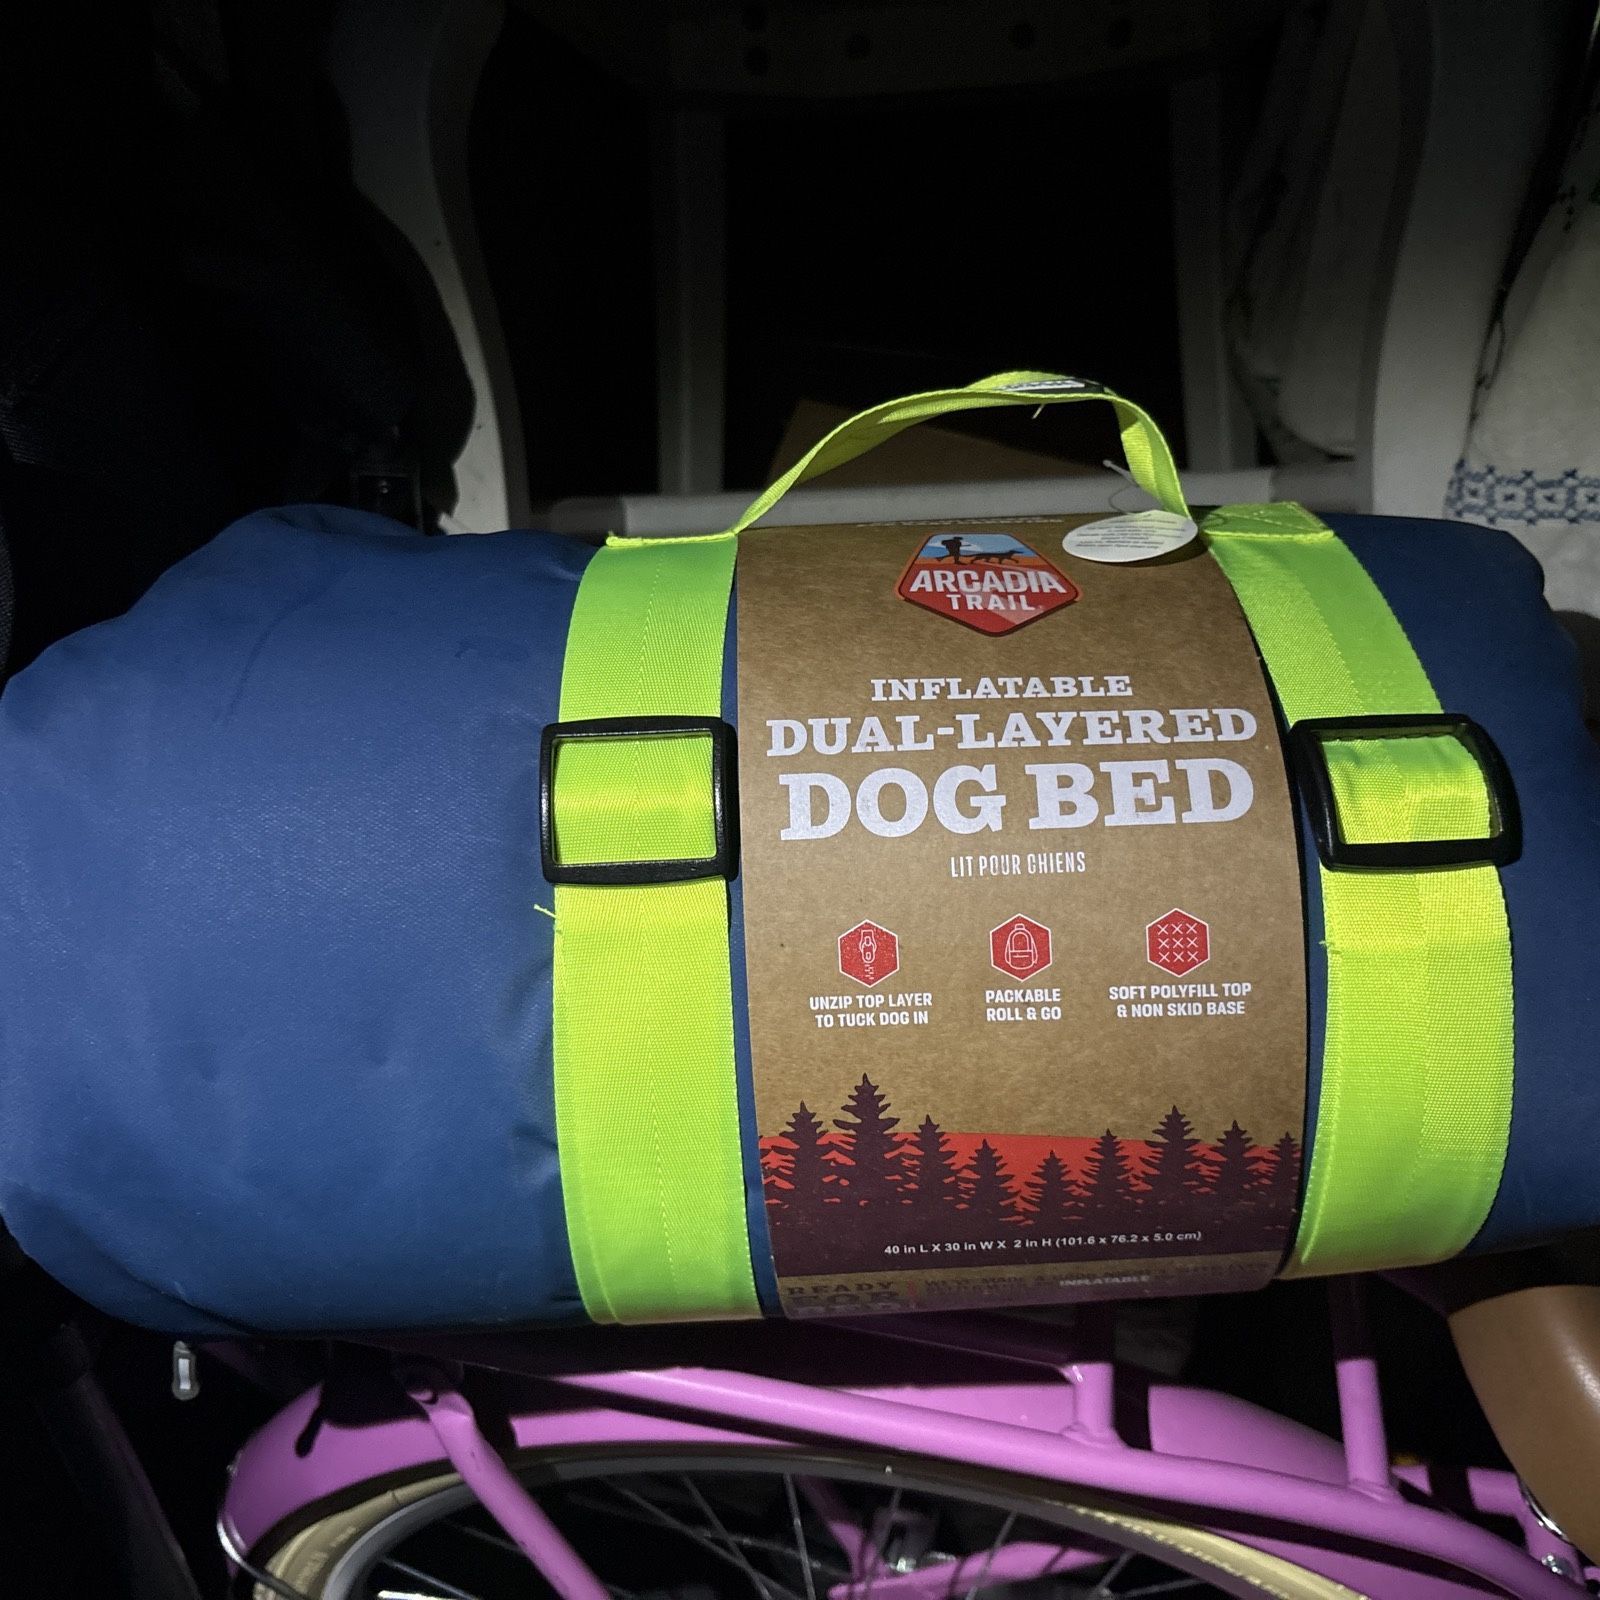 ARCADIA
TRAIL
INFLATABLE
DUAL-LAYERED
DOG BED
LIT POUR CHIENS
UNZIP TOP LAYER
TO TUCK DOG IN
PACKABLE
ROLL & GO
SOFT POLYFILL TOP
& NON SKID BASE
40 in L X 30 in W X 2 in H (101.6 x 76.2 x 5.0 cm)
READY
FOR
INFLATABLE